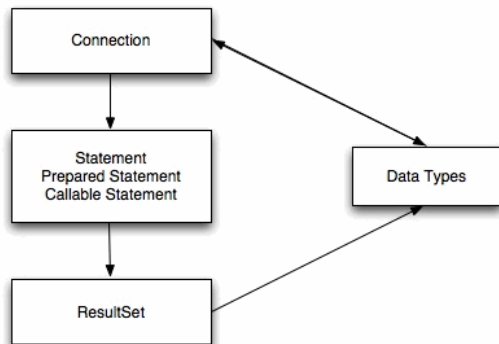 Connection
Statement
Prepared Statement
Callable Statement
Data Types
ResultSet